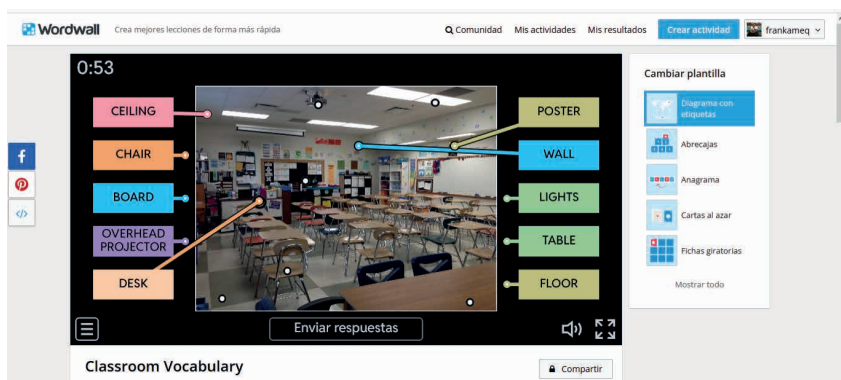 Wordwall Crea mejores lecciones de forma más rápida Comunidad Mis actividades Mis resultados Crear actividad frankameq
0:53
CEILING
CHAIR
BOARD
OVERHEAD
PROJECTOR
DESK
POSTER
WALL
LIGHTS
TABLE
FLOOR
Enviar respuestas
Classroom Vocabulary
Compartir
Cambiar plantilla
Diagrama con
etiquetas
Abrecajas
Anagrama
Cartas al azar
Fichas giratorias
Mostrar todo